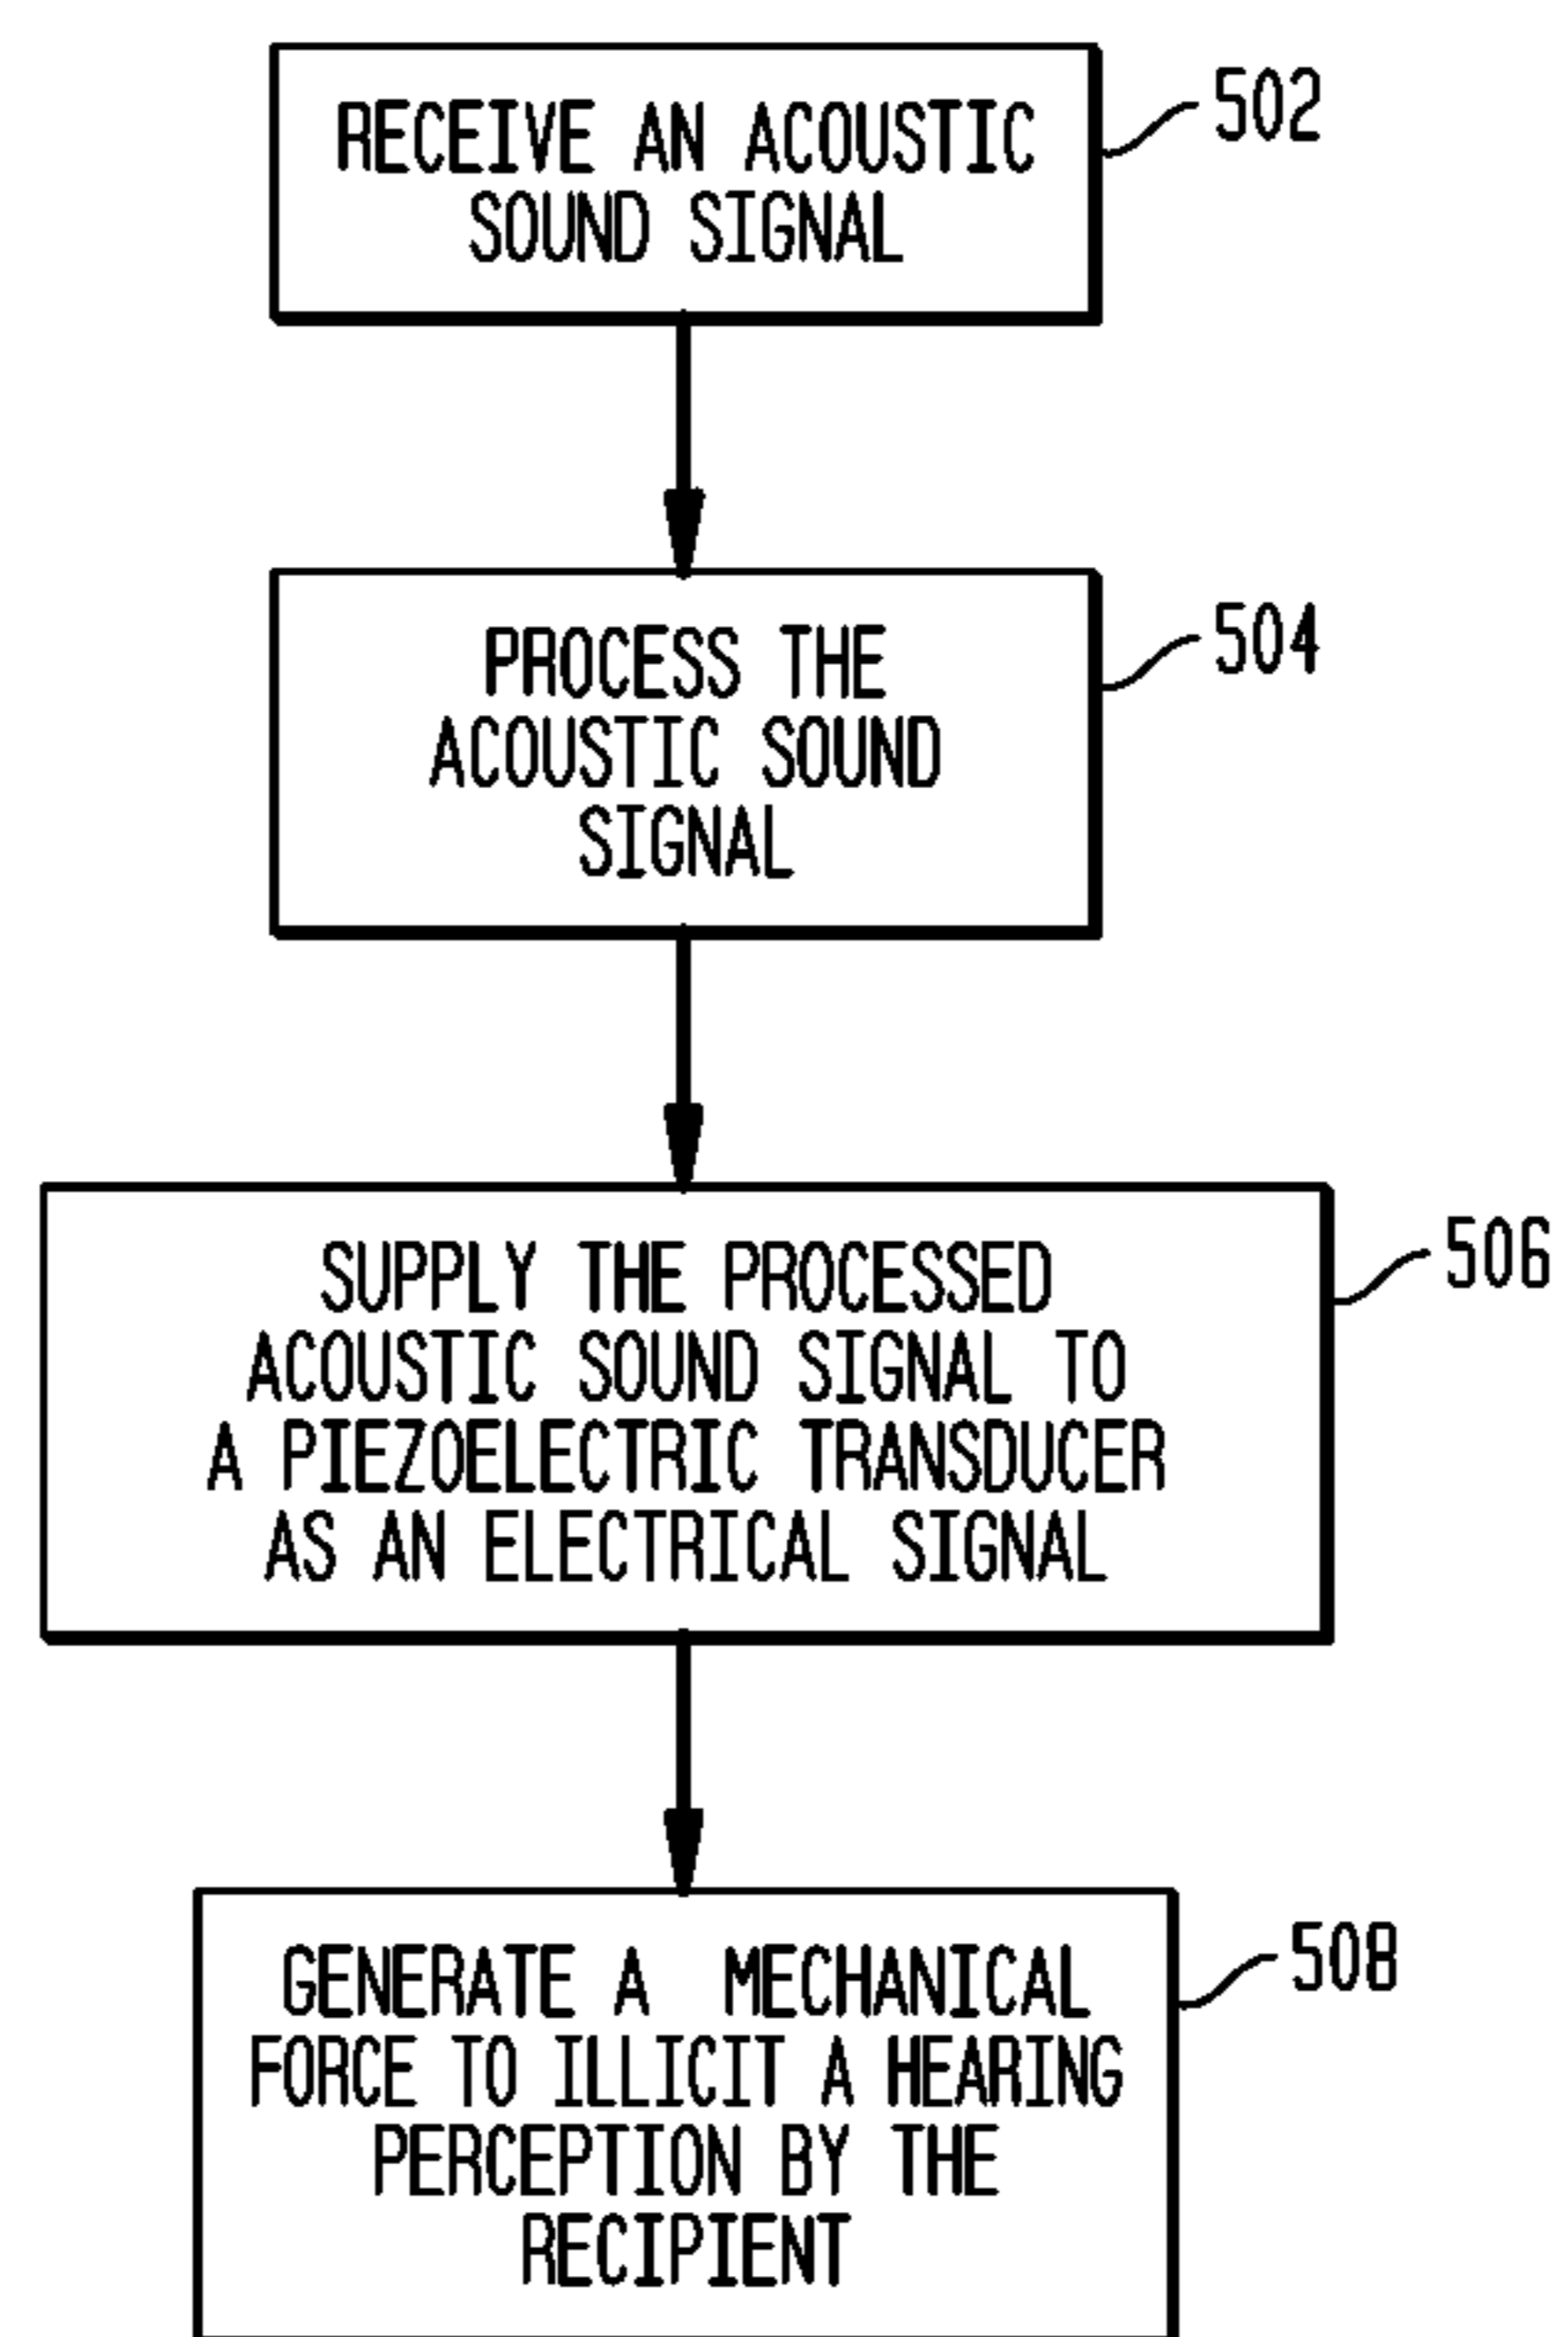 RECEIVE AN ACOUSTIC
SOUND SIGNAL
502
PROCESS THE
ACOUSTIC SOUND
SIGNAL
504
SUPPLY THE PROCESSED
ACOUSTIC SOUND SIGNAL TO
A PIEZOELECTRIC TRANSDUCER
AS AN ELECTRICAL SIGNAL
506
GENERATE A MECHANICAL
FORCE TO ILLICIT A HEARING
PERCEPTION BY THE
RECIPIENT
508